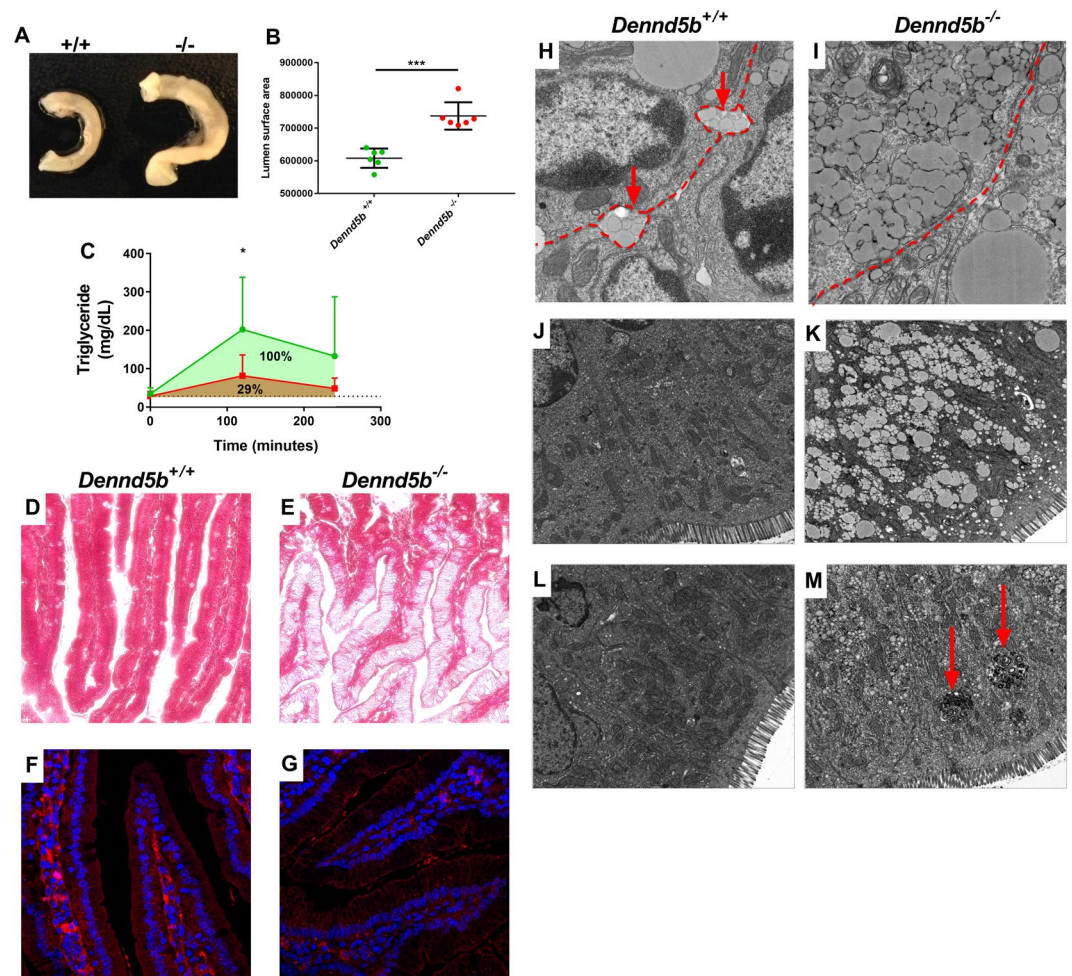 A
+/+ -/-
B
900000
800000
700000
600000
500000
Lumen surface area
***
Dennd5b+/+
Dennd5b-/-
C
400
300
200
100
0
Triglyceride
(mg/dL)
*
100%
29%
0 100 200 300
Time (minutes)
Dennd5b+/+ Dennd5b-/-
D
E
F
G
Dennd5b+/+ Dennd5b-/-
H
I
J
K
L
M